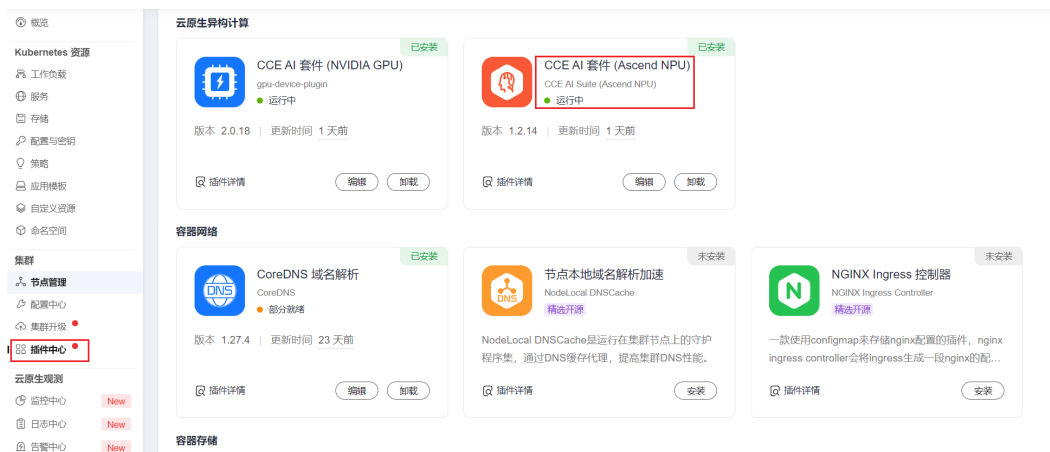 概览
Kubernetes 资源
工作负载
服务
存储
配置与密钥
策略
应用模板
自定义资源
命名空间
集群
节点管理
配置中心
集群升级
插件中心
云原生观测
监控中心 New
日志中心 New
告警中心 New
云原生异构计算
已安装
CCE AI 套件 (NVIDIA GPU)
gpu-device-plugin
运行中
版本 2.0.18 | 更新时间 1 天前
插件详情 编辑 卸载
已安装
CCE AI 套件 (Ascend NPU)
CCE AI Suite (Ascend NPU)
运行中
版本 1.2.14 | 更新时间 1 天前
插件详情 编辑 卸载
容器网络
已安装
DNS
CoreDNS 域名解析
CoreDNS
部分就绪
版本 1.27.4 | 更新时间 23 天前
插件详情 编辑 卸载
未安装
DNS
节点本地域名解析加速
NodeLocal DNSCache
精选开源
NodeLocal DNSCache是运行在集群节点上的守护
程序集，通过DNS缓存代理，提高集群DNS性能。
插件详情 安装
未安装
N
NGINX Ingress 控制器
NGINX Ingress Controller
精选开源
一款使用configmap来存储nginx配置的插件，nginx
ingress controller会将ingress生成一段nginx的配...
插件详情 安装
容器存储